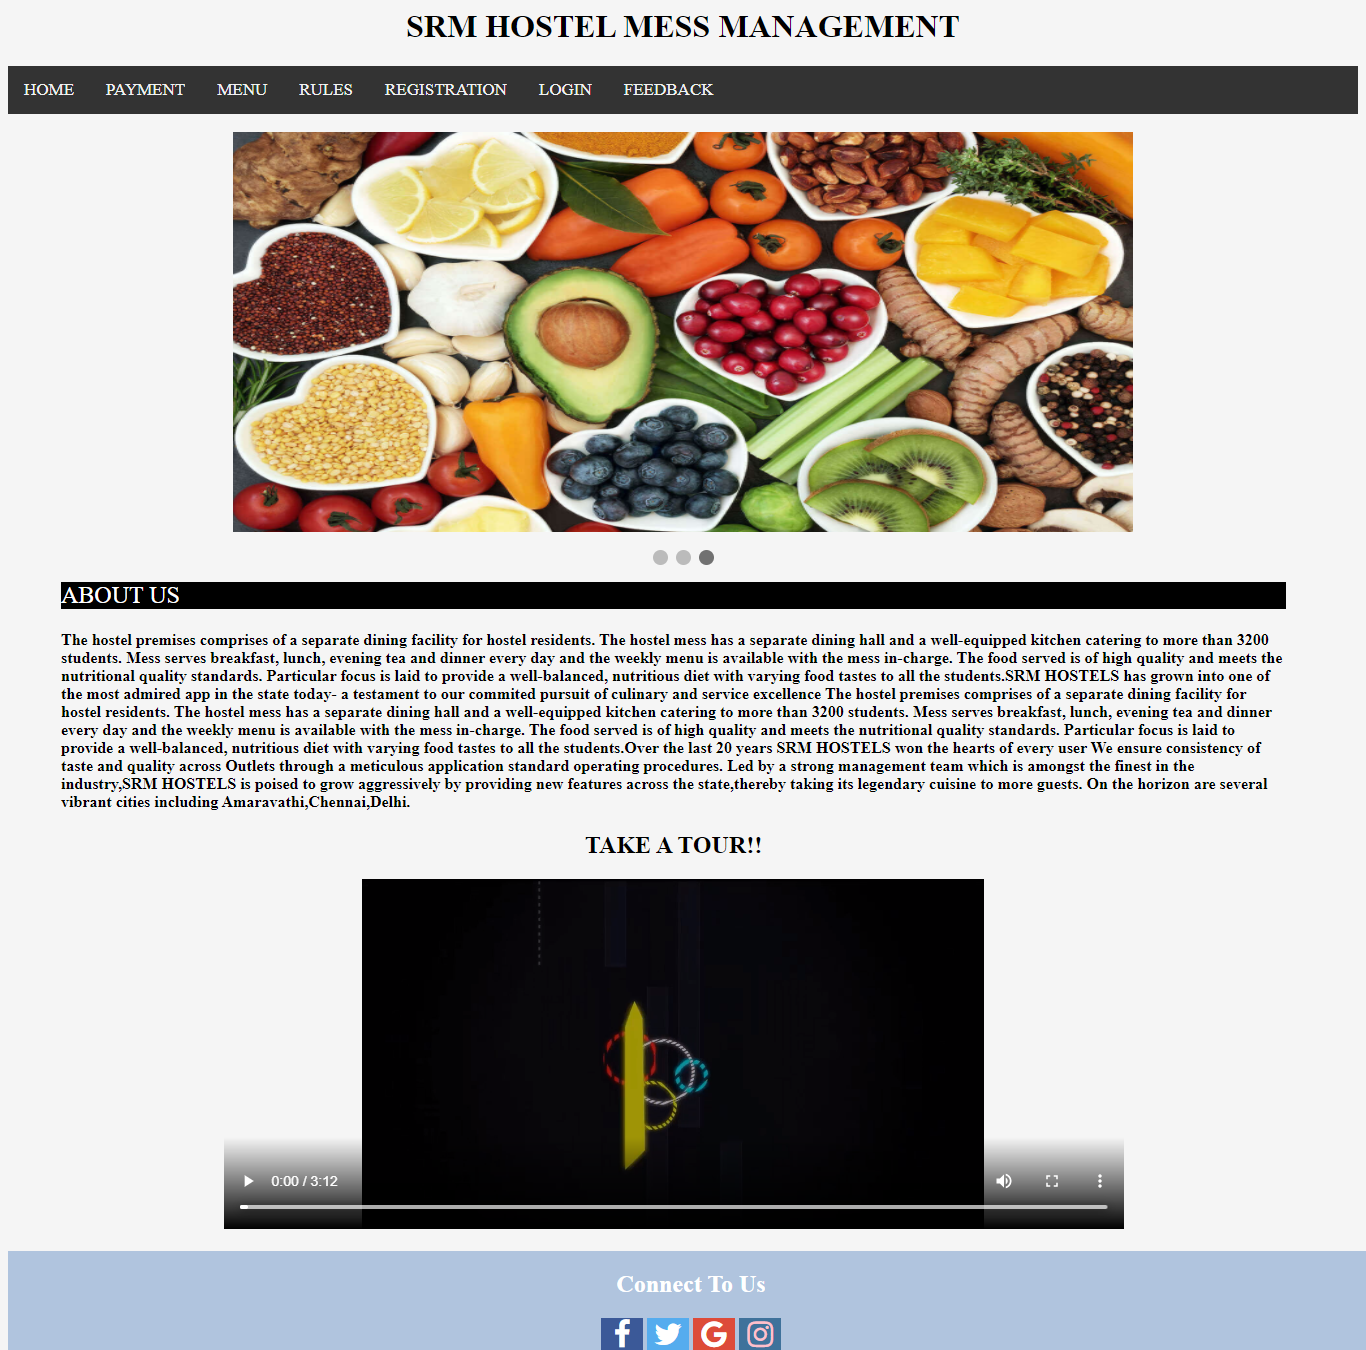 SRM HOSTEL MESS MANAGEMENT
HOME PAYMENT MENU RULES REGISTRATION LOGIN FEEDBACK
ABOUT US
The hostel premises comprises of a separate dining facility for hostel residents. The hostel mess has a separate dining hall and a well-equipped kitchen catering to more than 3200
students. Mess serves breakfast, lunch, evening tea and dinner every day and the weekly menu is available with the mess in-charge. The food served is of high quality and meets the
nutritional quality standards. Particular focus is laid to provide a well-balanced, nutritious diet with varying food tastes to all the students.SRM HOSTELS has grown into one of
the most admired app in the state today- a testament to our commited pursuit of culinary and service excellence The hostel premises comprises of a separate dining facility for
hostel residents. The hostel mess has a separate dining hall and a well-equipped kitchen catering to more than 3200 students. Mess serves breakfast, lunch, evening tea and dinner
every day and the weekly menu is available with the mess in-charge. The food served is of high quality and meets the nutritional quality standards. Particular focus is laid to
provide a well-balanced, nutritious diet with varying food tastes to all the students.Over the last 20 years SRM HOSTELS won the hearts of every user We ensure consistency of
taste and quality across Outlets through a meticulous application standard operating procedures. Led by a strong management team which is amongst the finest in the
industry,SRM HOSTELS is poised to grow aggressively by providing new features across the state,thereby taking its legendary cuisine to more guests. On the horizon are several
vibrant cities including Amaravathi,Chennai,Delhi.
TAKE A TOUR!!
0:00 / 3:12
Connect To Us